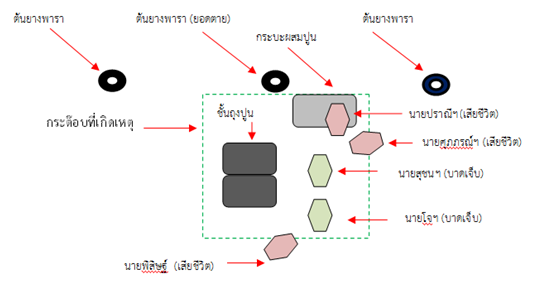 ต้นยางพารา
ต้นยางพารา (ยอดตาย)
ต้นยางพารา
กระบะผสมปูน
กระต๊อบที่เกิดเหตุ
ชั้นถุงปูน
นายปราณีฯ (เสียชีวิต)
นายศุภภรณ์ฯ (เสียชีวิต)
นายสุชนฯ (บาดเจ็บ)
นายโจฯ (บาดเจ็บ)
นายพิสิษฐ์ (เสียชีวิต)